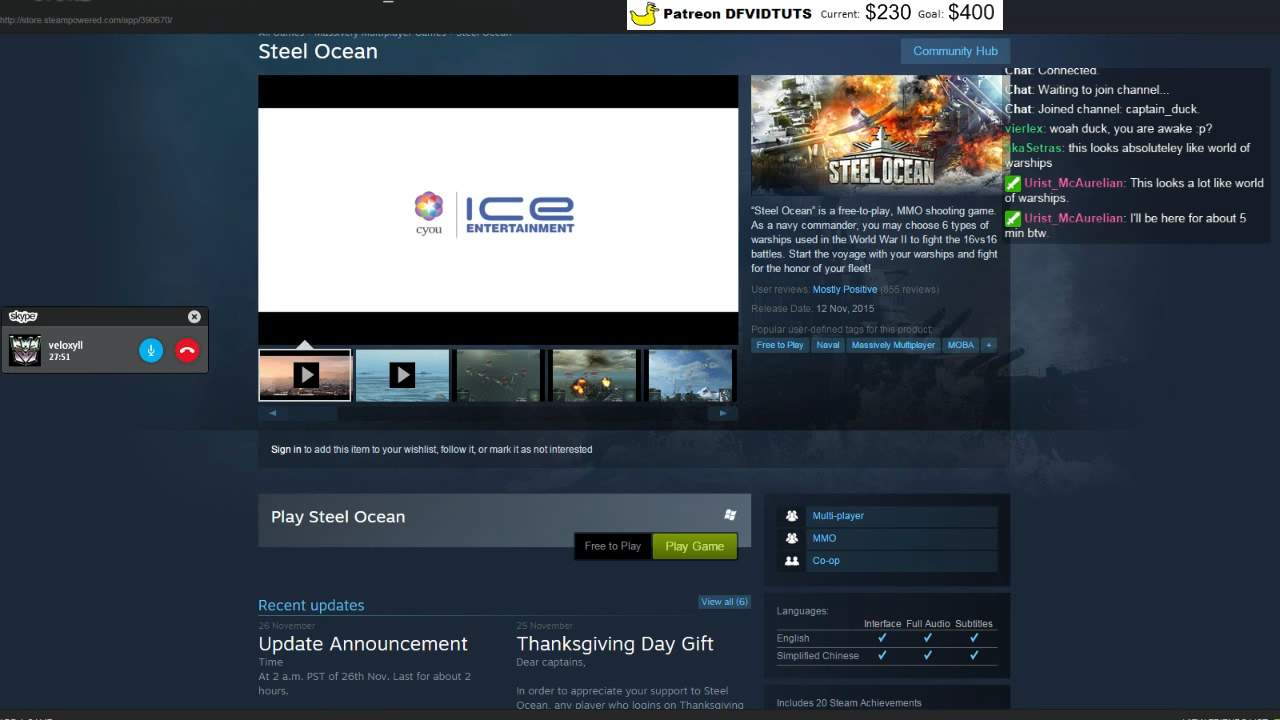 http://store.steampowered.com/app/390670/
Patreon DFVIDTUTS Current: $230 Goal: $400
All Games > Massively Multiplayer Games > Steel Ocean
Steel Ocean
Community Hub
cyou
ICE
ENTERTAINMENT
STEEL OCEAN
"Steel Ocean" is a free-to-play, MMO shooting game.
As a navy commander, you may choose 6 types of
warships used in the World War II to fight the 16vs16
battles. Start the voyage with your warships and fight
for the honor of your fleet!
User reviews: Mostly Positive (855 reviews)
Release Date: 12 Nov, 2015
Popular user-defined tags for this product:
Free to Play Naval Massively Multiplayer MOBA +
Chat: Connected.
Chat: Waiting to join channel...
Chat: Joined channel: captain_duck.
vierlex: woah duck, you are awake :p?
akaSetras: this looks absoluteley like world of
warships
Urist_McAurelian: This looks a lot like world
of warships.
Urist_McAurelian: I'll be here for about 5
min btw.
skype
veloxyll
27:51
Sign in to add this item to your wishlist, follow it, or mark it as not interested
Play Steel Ocean
Free to Play Play Game
Multi-player
MMO
Co-op
Recent updates
View all (6)
26 November
Update Announcement
Time
At 2 a.m. PST of 26th Nov. Last for about 2
hours.
25 November
Thanksgiving Day Gift
Dear captains,
In order to appreciate your support to Steel
Ocean, any player who logins on Thanksgiving
Languages:
Interface Full Audio Subtitles
English ✓ ✓ ✓
Simplified Chinese ✓ ✓ ✓
Includes 20 Steam Achievements